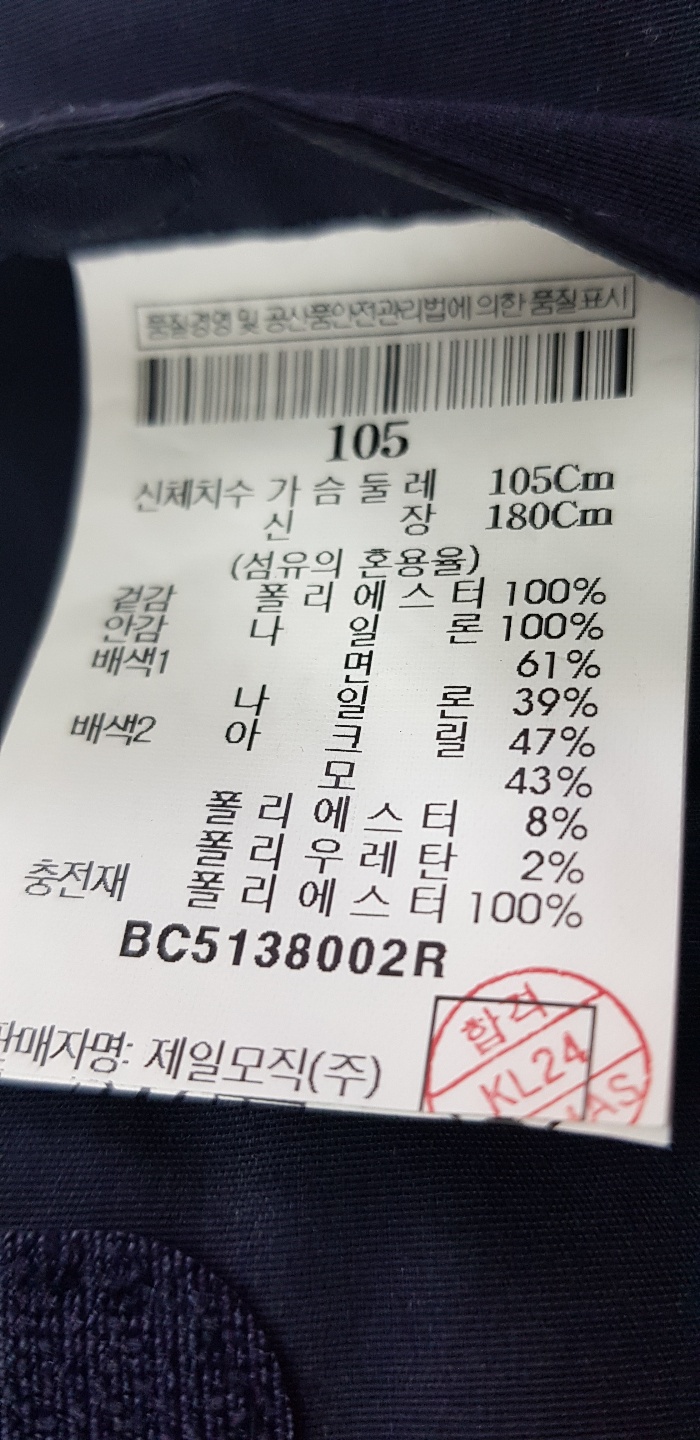 품질경영 및 공산품안전관리법에 의한 품질표시
105
신체치수 가슴둘레 105Cm
신장 180Cm
(섬유의 혼용율)
겉감 폴리에스터 100%
안감 나일론 100%
배색1 면 61%
나일론 39%
배색2 아크릴 47%
모 43%
폴리에스터 8%
폴리우레탄 2%
충전재 폴리에스터 100%
BC5138002R
판매자명: 제일모직(주)
합격
KL24